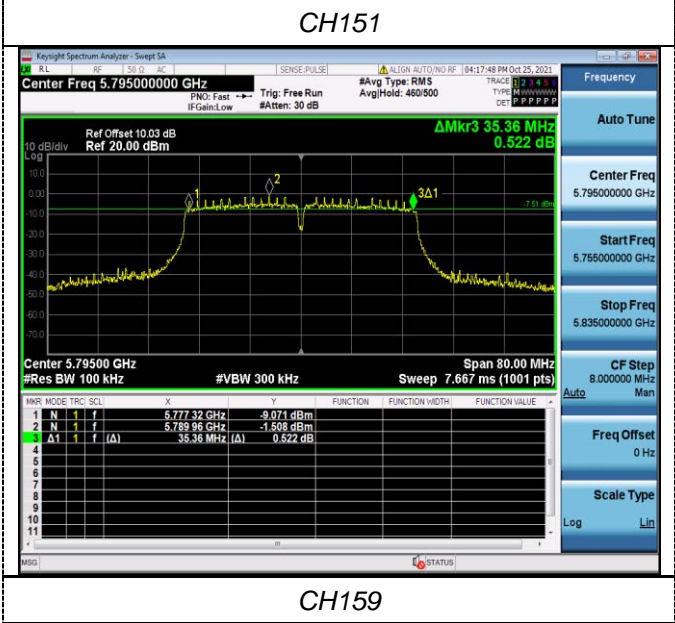 CH151
Keysight Spectrum Analyzer - Swept SA
RL RF 50 Ω AC SENSE:PULSE ALIGN AUTO/NO RF 04:17:48 PM Oct 25, 2021
Center Freq 5.795000000 GHz
PNO: Fast
IFGain:Low
Trig: Free Run
#Atten: 30 dB
#Avg Type: RMS
Avg|Hold: 460/500
TRACE 1 2 3 4 5 6
TYPE M W W W W W
DET P P P P P P
Frequency
Auto Tune
Center Freq
5.795000000 GHz
Start Freq
5.755000000 GHz
Stop Freq
5.835000000 GHz
CF Step
8.000000 MHz
Auto Man
Freq Offset
0 Hz
Scale Type
Log Lin
ΔMkr3 35.36 MHz
0.522 dB
Ref Offset 10.03 dB
10 dB/div Ref 20.00 dBm
Log
10.0
0.00
-10.0
-20.0
-30.0
-40.0
-50.0
-60.0
-70.0
1
2
3Δ1
-7.51 dBm
Center 5.79500 GHz Span 80.00 MHz
#Res BW 100 kHz #VBW 300 kHz Sweep 7.667 ms (1001 pts)
MKR MODE TRC SCL X Y FUNCTION FUNCTION WIDTH FUNCTION VALUE
1 N 1 f 5.777 32 GHz -9.071 dBm
2 N 1 f 5.789 96 GHz -1.508 dBm
3 Δ1 1 f (Δ) 35.36 MHz (Δ) 0.522 dB
4
5
6
7
8
9
10
11
MSG STATUS
CH159